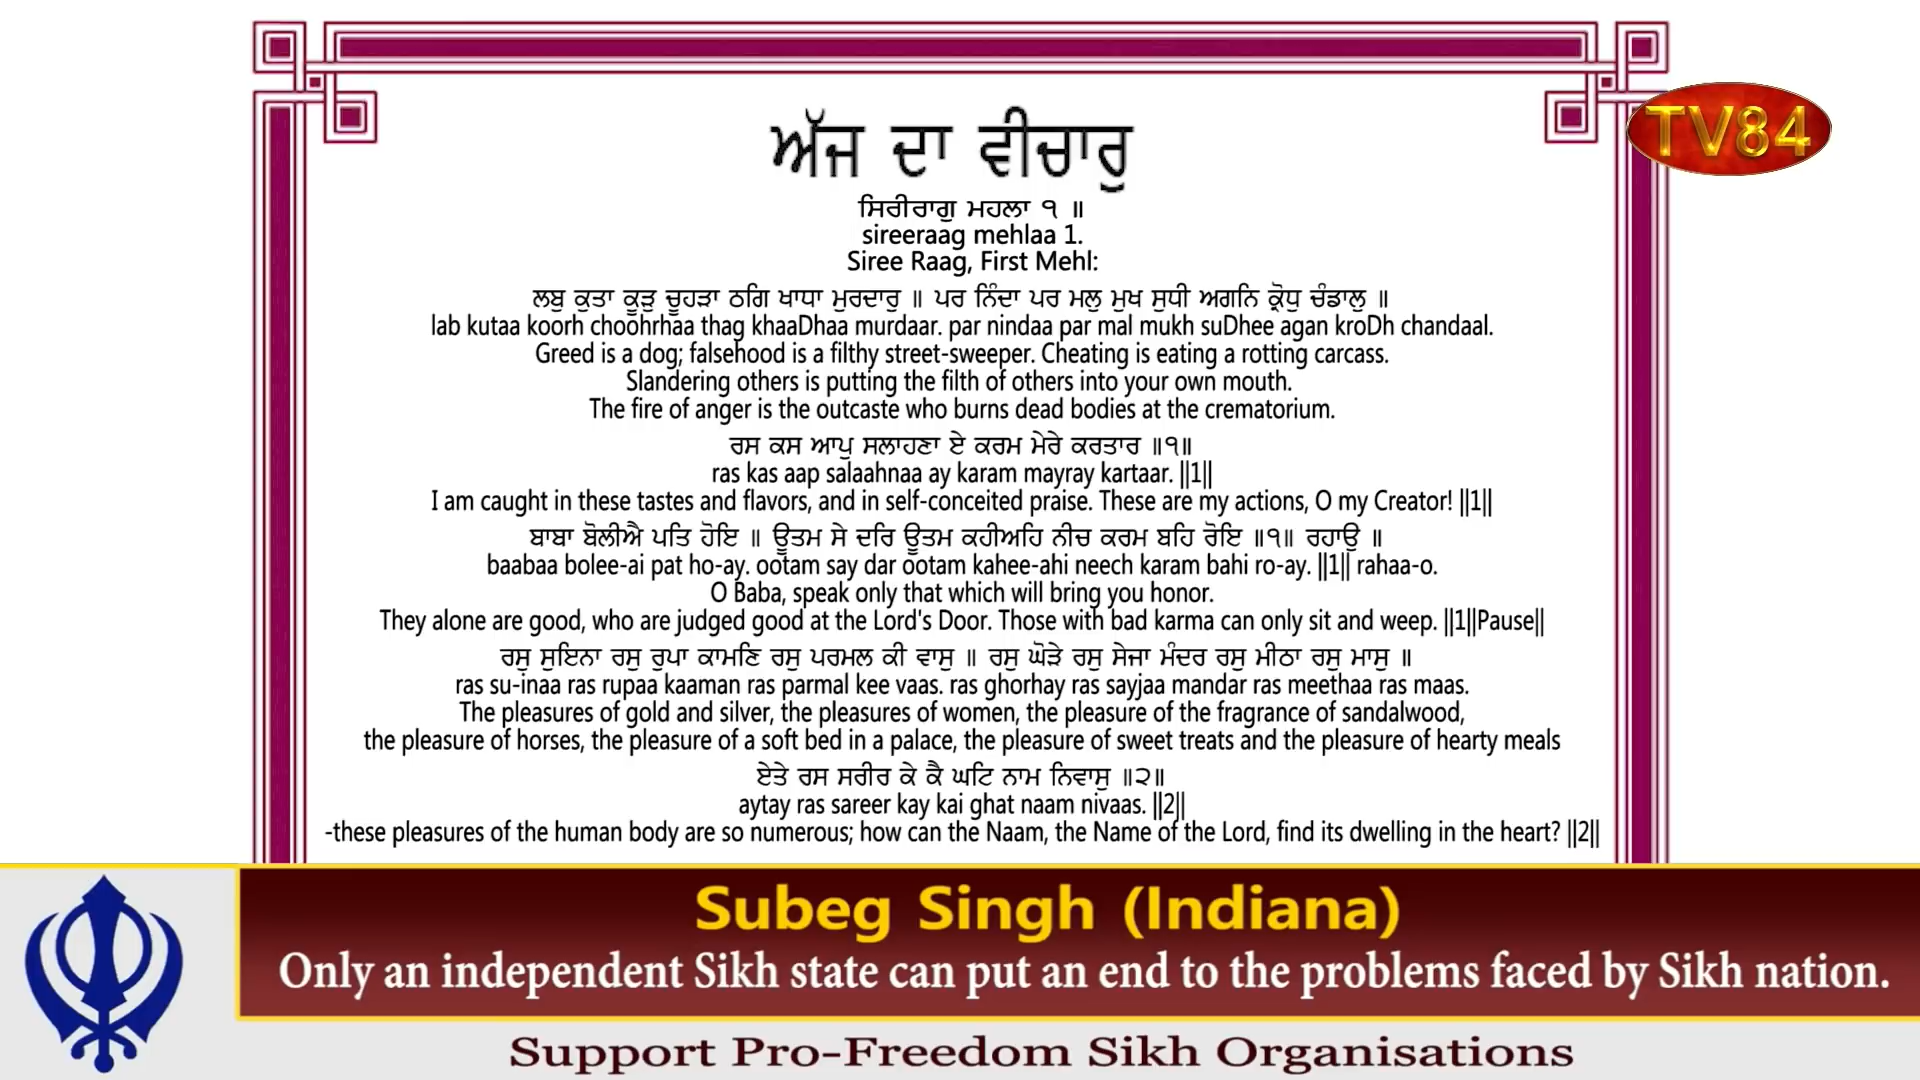 ਅੱਜ ਦਾ ਵੀਚਾਰੁ
TV84
ਸਿਰੀਰਾਗੁ ਮਹਲਾ ੧ ॥
sireeraag mehlaa 1.
Siree Raag, First Mehl:
ਲਬੁ ਕੁਤਾ ਕੂੜੁ ਚੂਹੜਾ ਠਗਿ ਖਾਧਾ ਮੁਰਦਾਰੁ ॥ ਪਰ ਨਿੰਦਾ ਪਰ ਮਲੁ ਮੁਖ ਸੁਧੀ ਅਗਨਿ ਕ੍ਰੋਧੁ ਚੰਡਾਲੁ ॥
lab kutaa koorh choohrhaa thag khaaDhaa murdaar. par nindaa par mal mukh suDhee agan kroDh chandaal.
Greed is a dog; falsehood is a filthy street-sweeper. Cheating is eating a rotting carcass.
Slandering others is putting the filth of others into your own mouth.
The fire of anger is the outcaste who burns dead bodies at the crematorium.
ਰਸ ਕਸ ਆਪੁ ਸਲਾਹਣਾ ਏ ਕਰਮ ਮੇਰੇ ਕਰਤਾਰ ॥੧॥
ras kas aap salaahnaa ay karam mayray kartaar. ||1||
I am caught in these tastes and flavors, and in self-conceited praise. These are my actions, O my Creator! ||1||
ਬਾਬਾ ਬੋਲੀਐ ਪਤਿ ਹੋਇ ॥ ਊਤਮ ਸੇ ਦਰਿ ਊਤਮ ਕਹੀਅਹਿ ਨੀਚ ਕਰਮ ਬਹਿ ਰੋਇ ॥੧॥ ਰਹਾਉ ॥
baabaa bolee-ai pat ho-ay. ootam say dar ootam kahee-ahi neech karam bahi ro-ay. ||1|| rahaa-o.
O Baba, speak only that which will bring you honor.
They alone are good, who are judged good at the Lord's Door. Those with bad karma can only sit and weep. ||1||Pause||
ਰਸੁ ਸੁਇਨਾ ਰਸੁ ਰੁਪਾ ਕਾਮਣਿ ਰਸੁ ਪਰਮਲ ਕੀ ਵਾਸੁ ॥ ਰਸੁ ਘੋੜੇ ਰਸੁ ਸੇਜਾ ਮੰਦਰ ਰਸੁ ਮੀਠਾ ਰਸੁ ਮਾਸੁ ॥
ras su-inaa ras rupaa kaaman ras parmal kee vaas. ras ghorhay ras sayjaa mandar ras meethaa ras maas.
The pleasures of gold and silver, the pleasures of women, the pleasure of the fragrance of sandalwood,
the pleasure of horses, the pleasure of a soft bed in a palace, the pleasure of sweet treats and the pleasure of hearty meals
ਏਤੇ ਰਸ ਸਰੀਰ ਕੇ ਕੈ ਘਟਿ ਨਾਮ ਨਿਵਾਸੁ ॥੨॥
aytay ras sareer kay kai ghat naam nivaas. ||2||
-these pleasures of the human body are so numerous; how can the Naam, the Name of the Lord, find its dwelling in the heart? ||2||
Subeg Singh (Indiana)
Only an independent Sikh state can put an end to the problems faced by Sikh nation.
Support Pro-Freedom Sikh Organisations